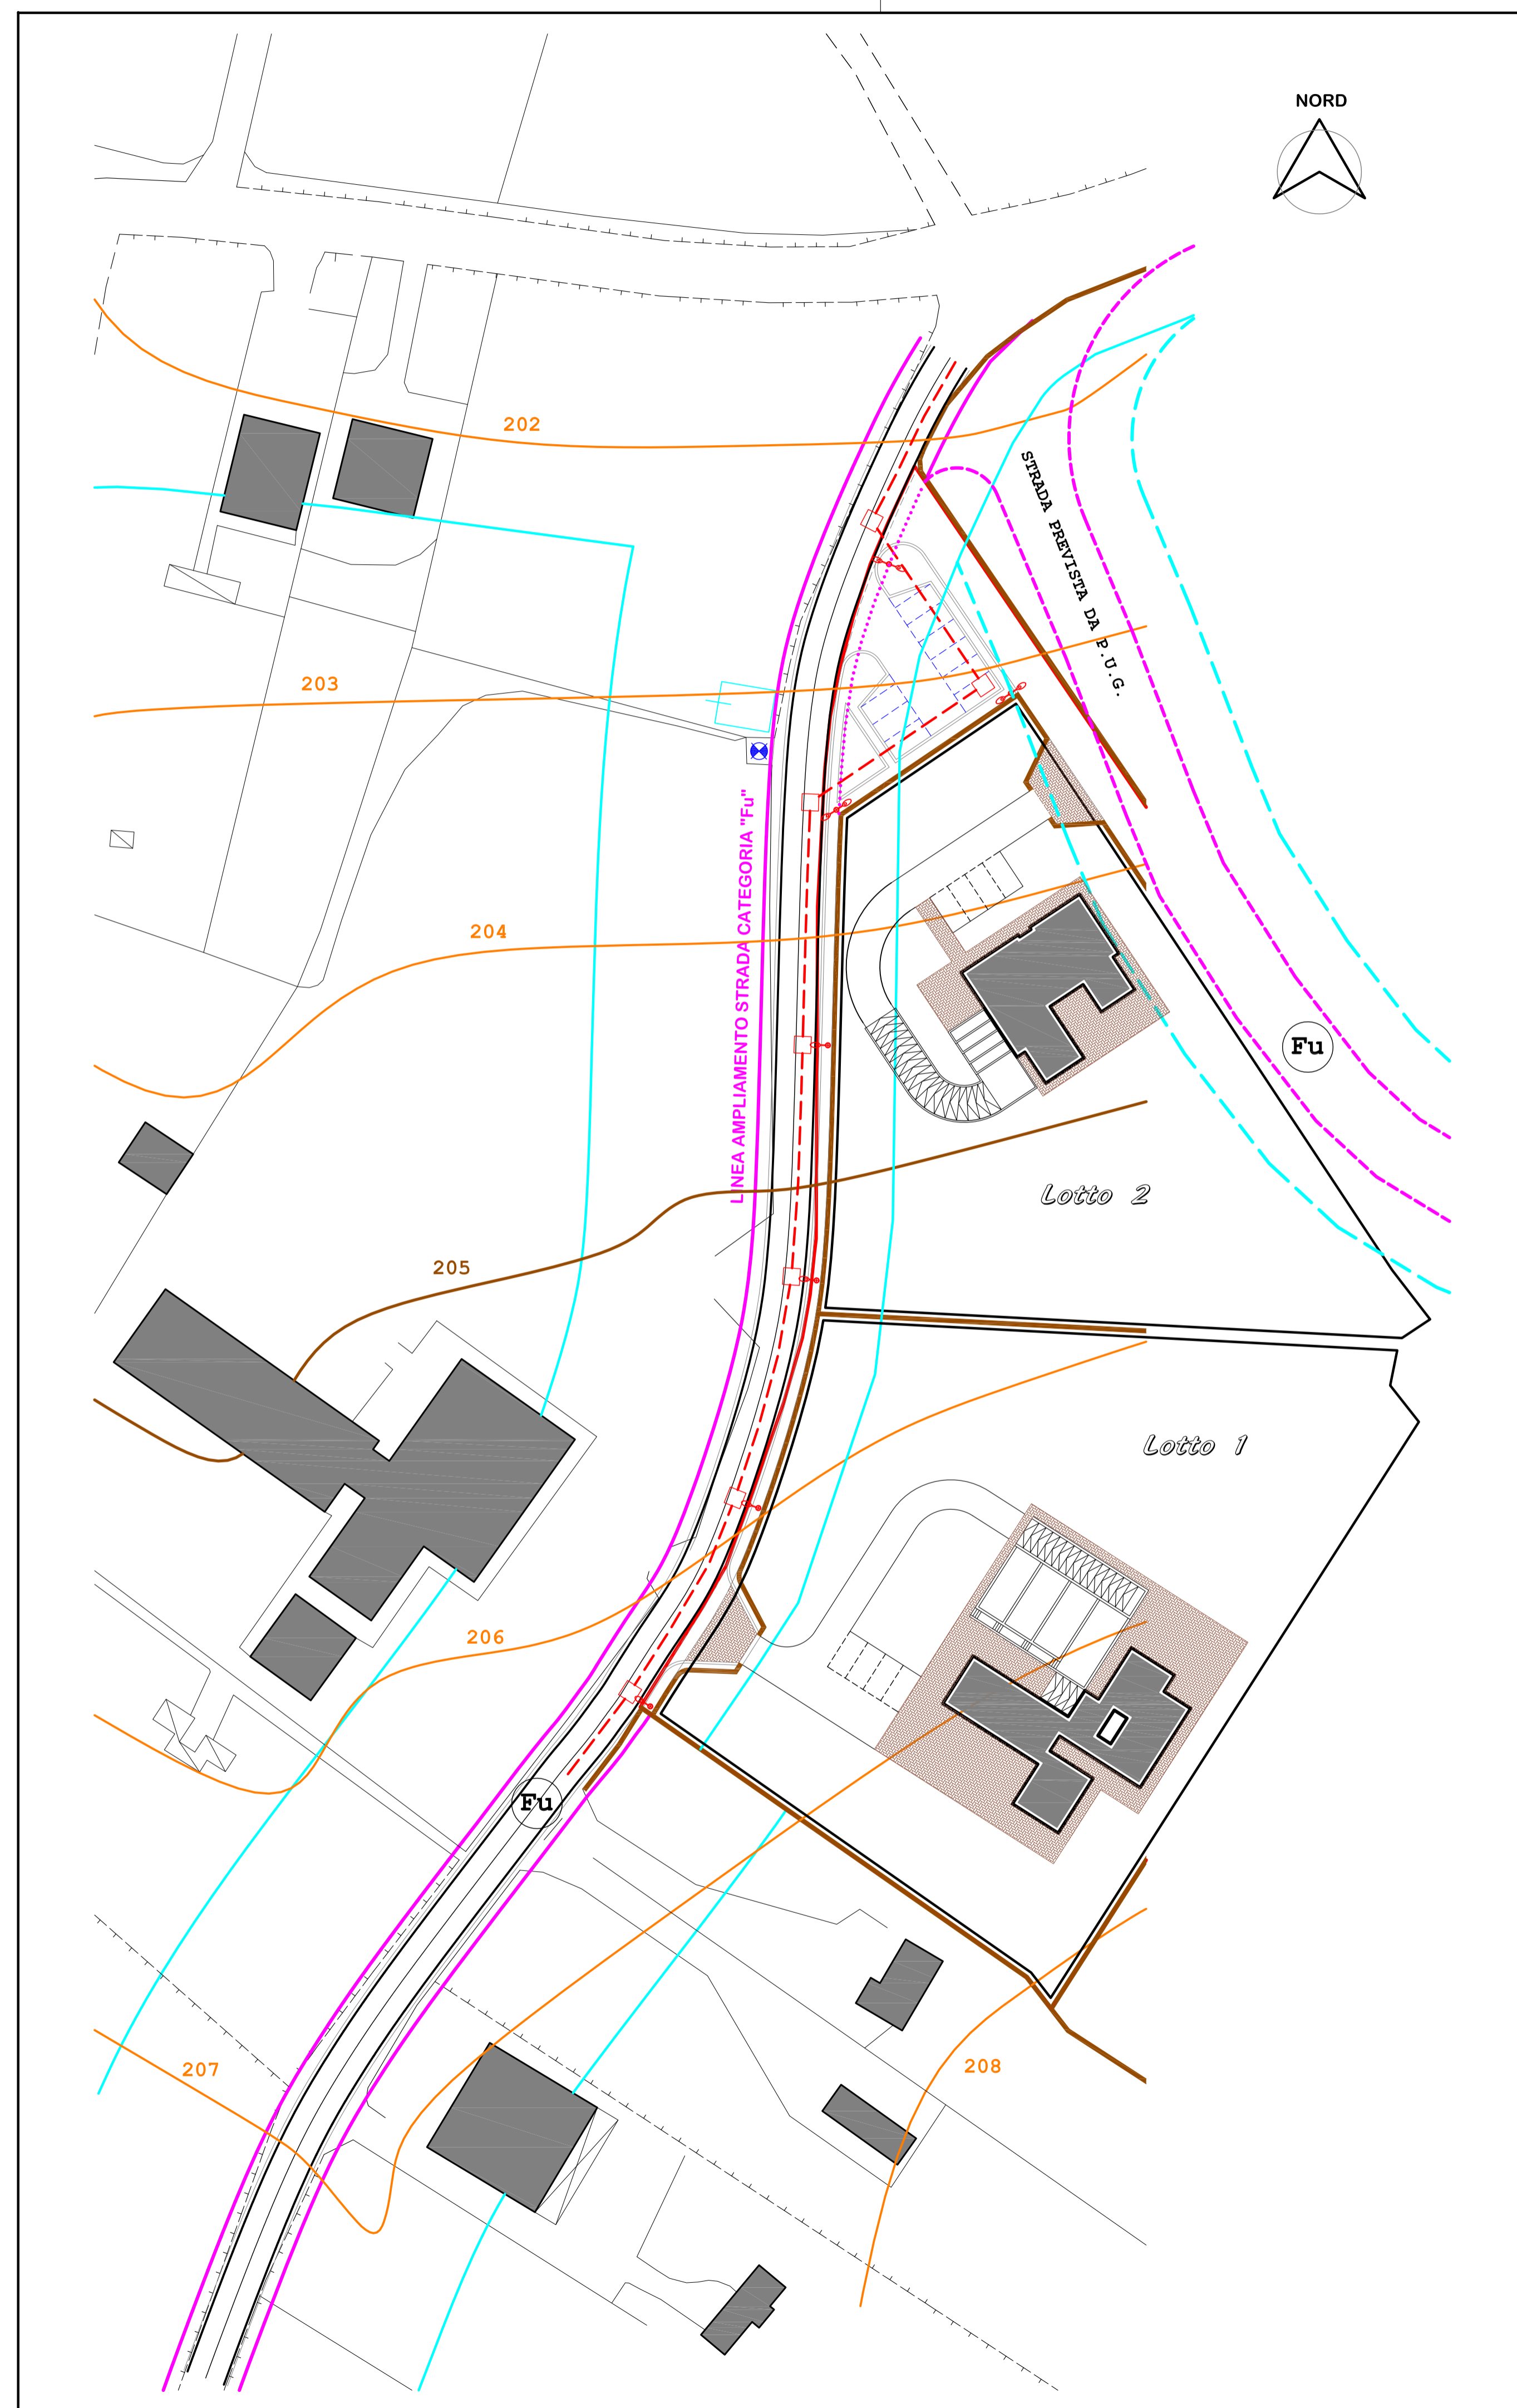 NORD
202
STRADA PREVISTA DA P.U.G.
203
LINEA AMPLIAMENTO STRADA CATEGORIA "Fu"
204
Fu
Lotto 2
205
Lotto 1
206
Fu
207
208